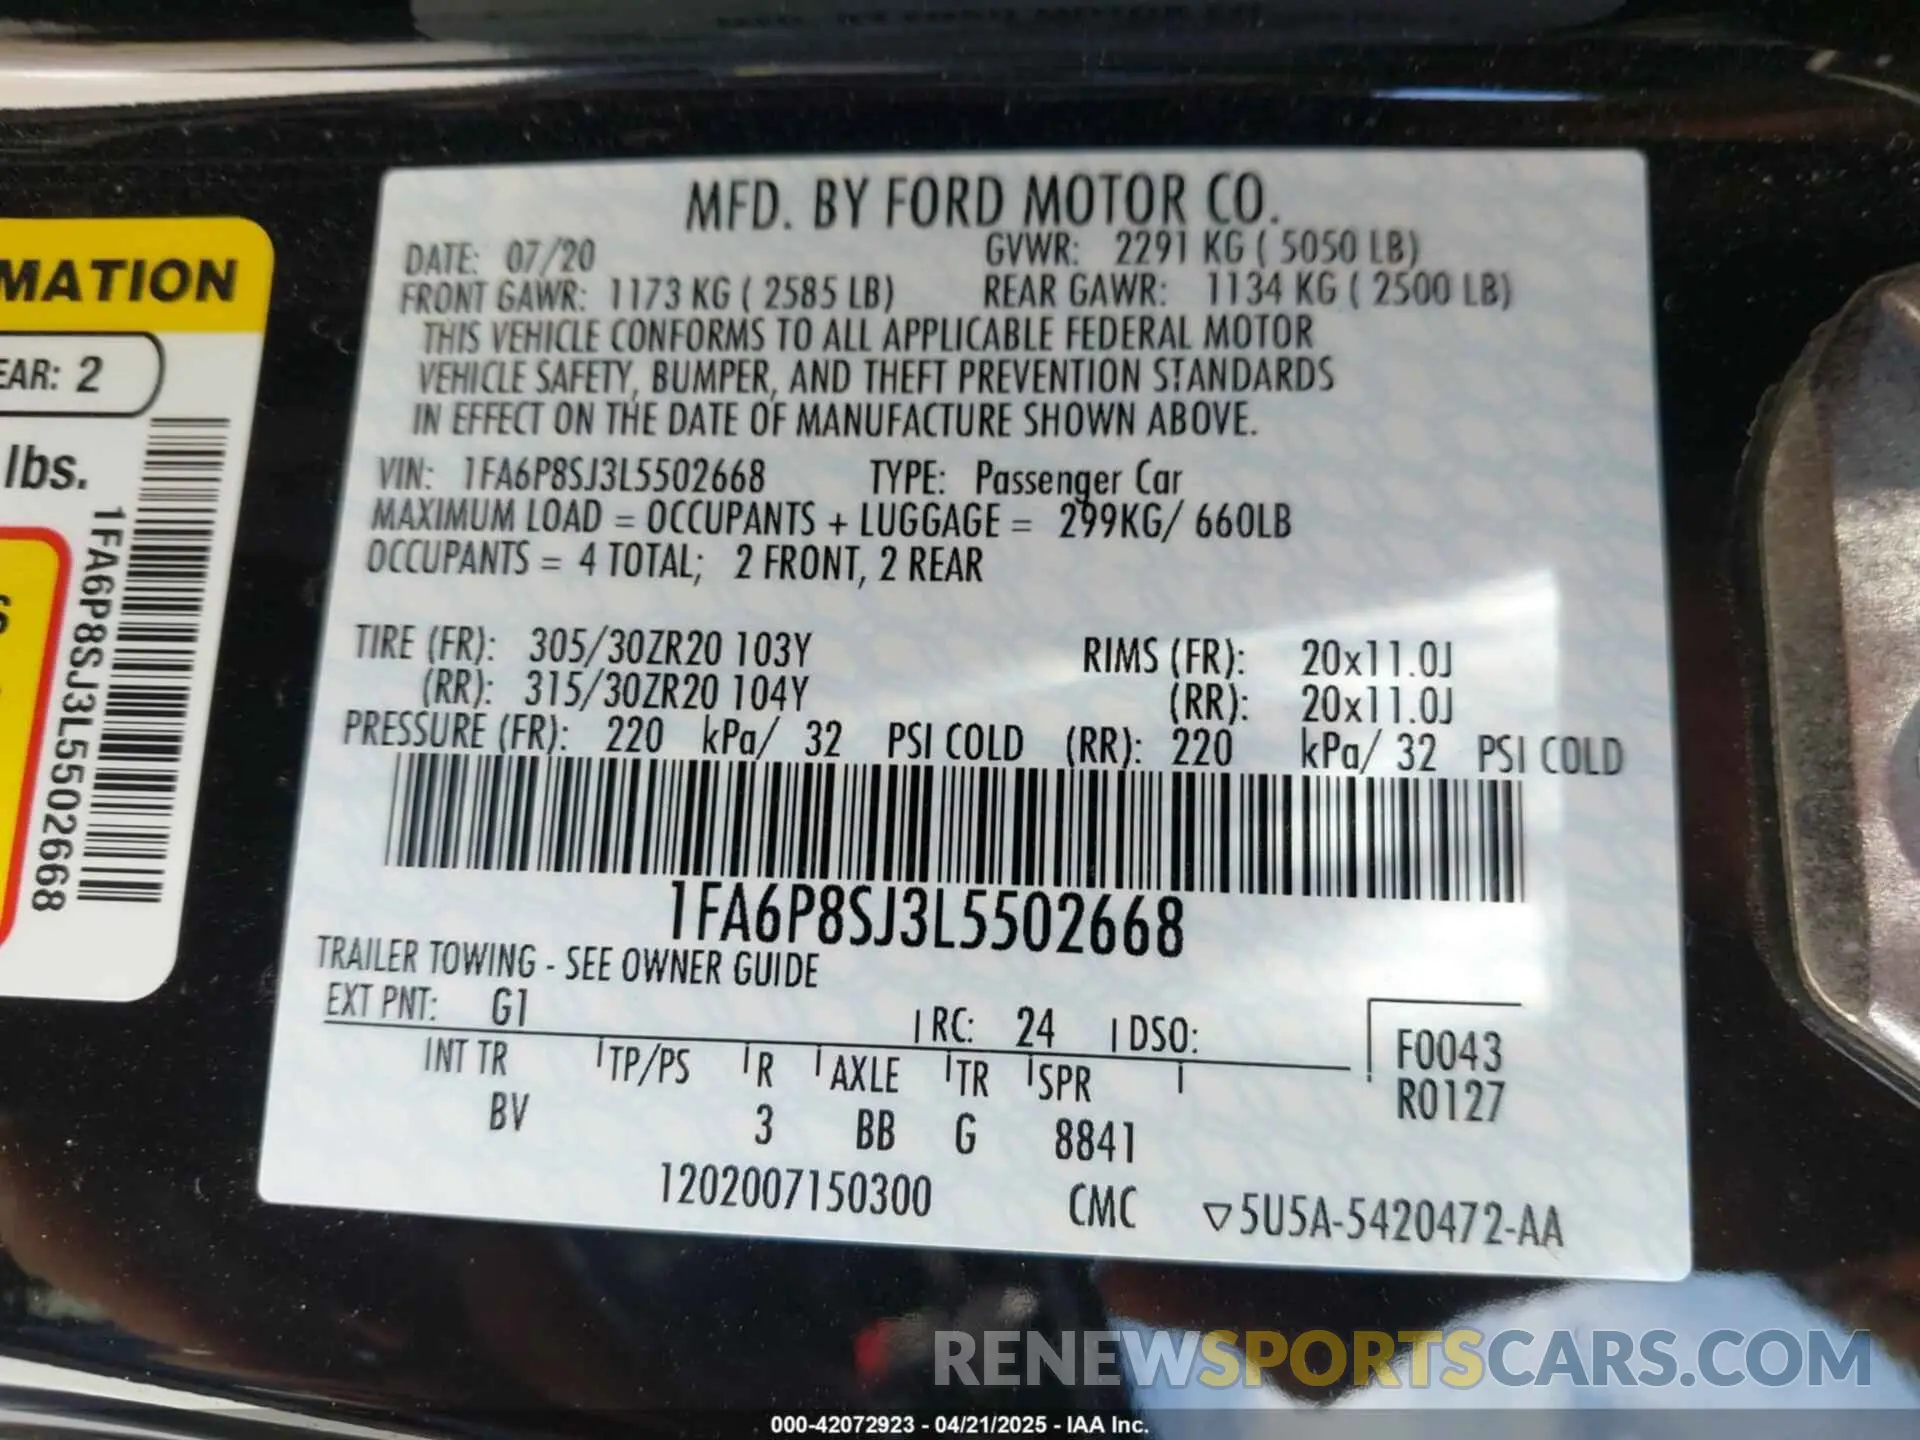 MATION
EAR: 2
lbs.
1FA6P8SJ3L5502668
MFD. BY FORD MOTOR CO.
DATE: 07/20 GVWR: 2291 KG ( 5050 LB)
FRONT GAWR: 1173 KG ( 2585 LB) REAR GAWR: 1134 KG ( 2500 LB)
THIS VEHICLE CONFORMS TO ALL APPLICABLE FEDERAL MOTOR
VEHICLE SAFETY, BUMPER, AND THEFT PREVENTION STANDARDS
IN EFFECT ON THE DATE OF MANUFACTURE SHOWN ABOVE.
VIN: 1FA6P8SJ3L5502668 TYPE: Passenger Car
MAXIMUM LOAD = OCCUPANTS + LUGGAGE = 299KG/ 660LB
OCCUPANTS = 4 TOTAL; 2 FRONT, 2 REAR
TIRE (FR): 305/30ZR20 103Y RIMS (FR): 20x11.0J
(RR): 315/30ZR20 104Y (RR): 20x11.0J
PRESSURE (FR): 220 kPa/ 32 PSI COLD (RR): 220 kPa/ 32 PSI COLD
1FA6P8SJ3L5502668
TRAILER TOWING - SEE OWNER GUIDE
EXT PNT: G1 RC: 24 DSO: F0043
INT TR TP/PS R AXLE TR SPR R0127
BV 3 BB G 8841
1202007150300 CMC ▽5U5A-5420472-AA
RENEWSPORTSCARS.COM
000-42072923 - 04/21/2025 - IAA Inc.